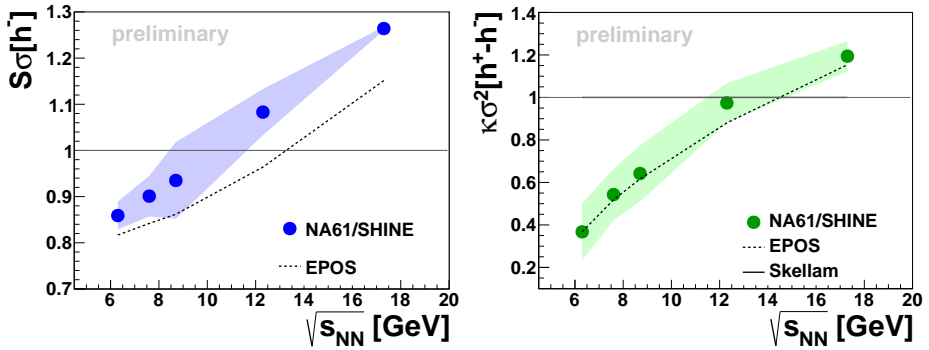 Sσ[h⁻]
preliminary
1.3
1.2
1.1
1
0.9
0.8
0.7
NA61/SHINE
EPOS
6 8 10 12 14 16 18 20
√s_NN [GeV]
κσ²[h⁺-h⁻]
preliminary
1.4
1.2
1
0.8
0.6
0.4
0.2
NA61/SHINE
EPOS
Skellam
6 8 10 12 14 16 18 20
√s_NN [GeV]